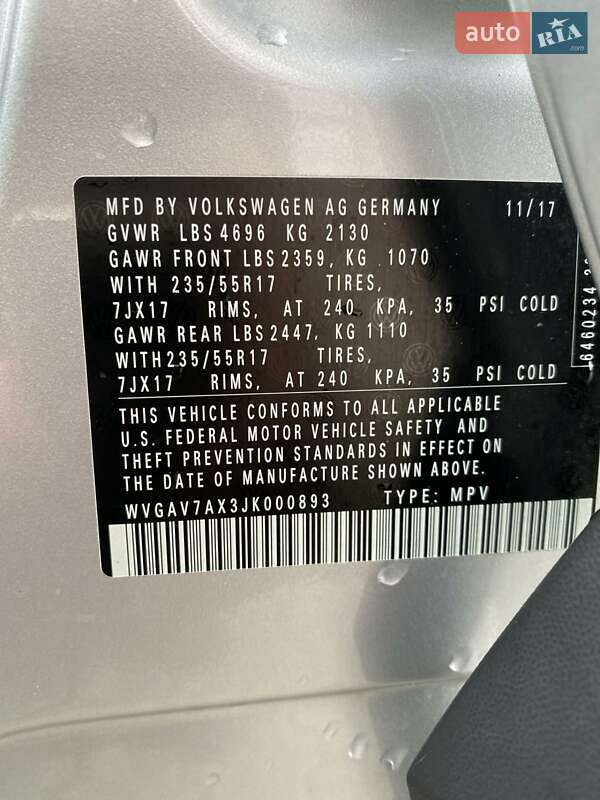 auto RIA.com
MFD BY VOLKSWAGEN AG GERMANY 11/17
GVWR LBS 4696 KG 2130
GAWR FRONT LBS 2359, KG 1070
WITH 235/55R17 TIRES,
7JX17 RIMS, AT 240 KPA, 35 PSI COLD
GAWR REAR LBS 2447, KG 1110
WITH 235/55R17 TIRES,
7JX17 RIMS, AT 240 KPA, 35 PSI COLD
THIS VEHICLE CONFORMS TO ALL APPLICABLE
U.S. FEDERAL MOTOR VEHICLE SAFETY AND
THEFT PREVENTION STANDARDS IN EFFECT ON
THE DATE OF MANUFACTURE SHOWN ABOVE.
WVGAV7AX3JK000893 TYPE: MPV